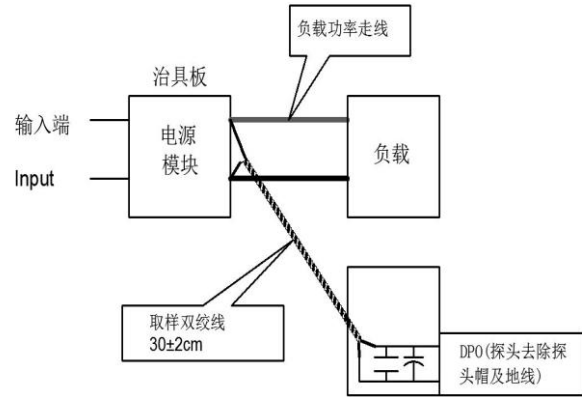 负载功率走线
治具板
输入端
Input
电源
模块
负载
取样双绞线
30±2cm
DPO(探头去除探
头帽及地线)